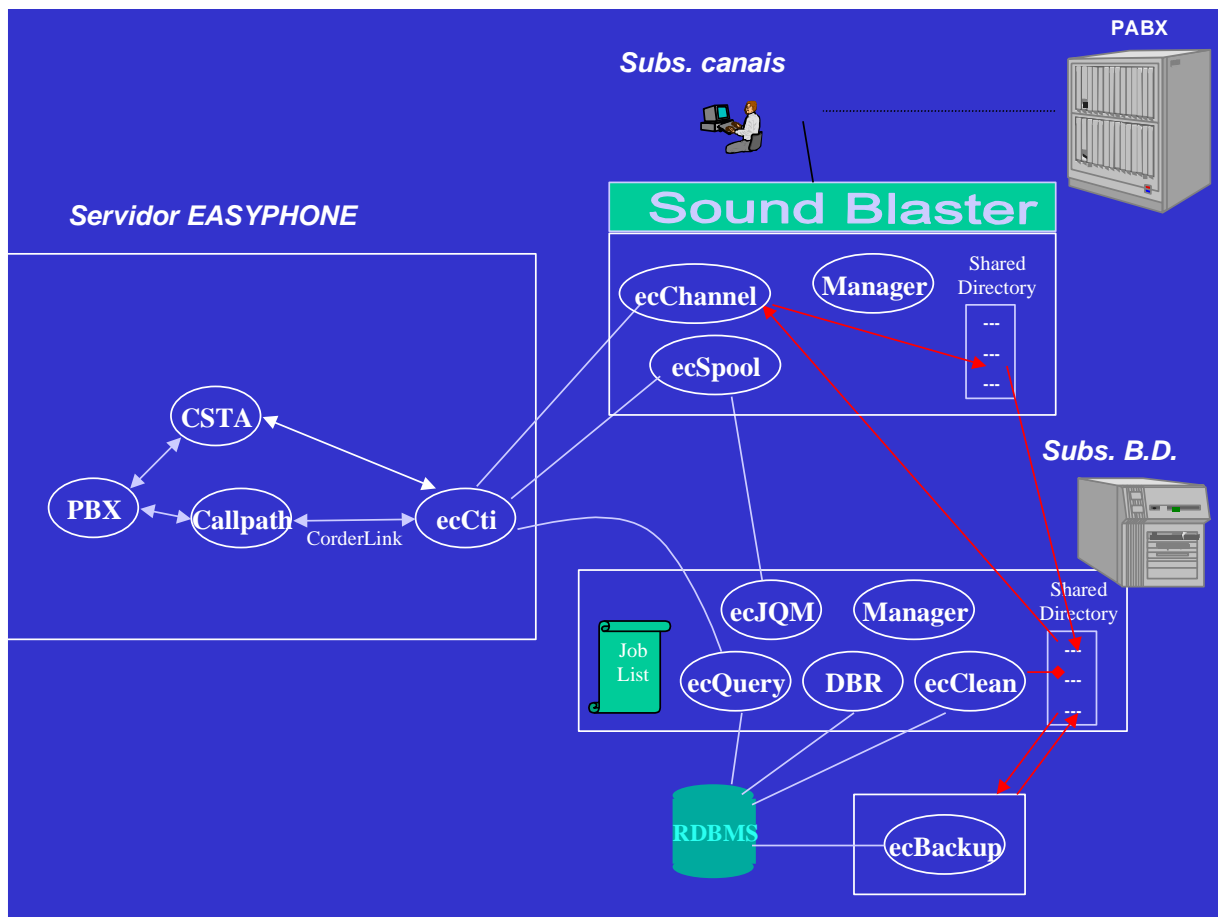 PABX
Subs. canais
Servidor EASYPHONE
Sound Blaster
ecChannel
Manager
Shared
Directory
---
---
---
ecSpool
CSTA
PBX
Callpath
CorderLink
ecCti
Subs. B.D.
Job
List
ecJQM
Manager
Shared
Directory
---
---
---
ecQuery
DBR
ecClean
RDBMS
ecBackup